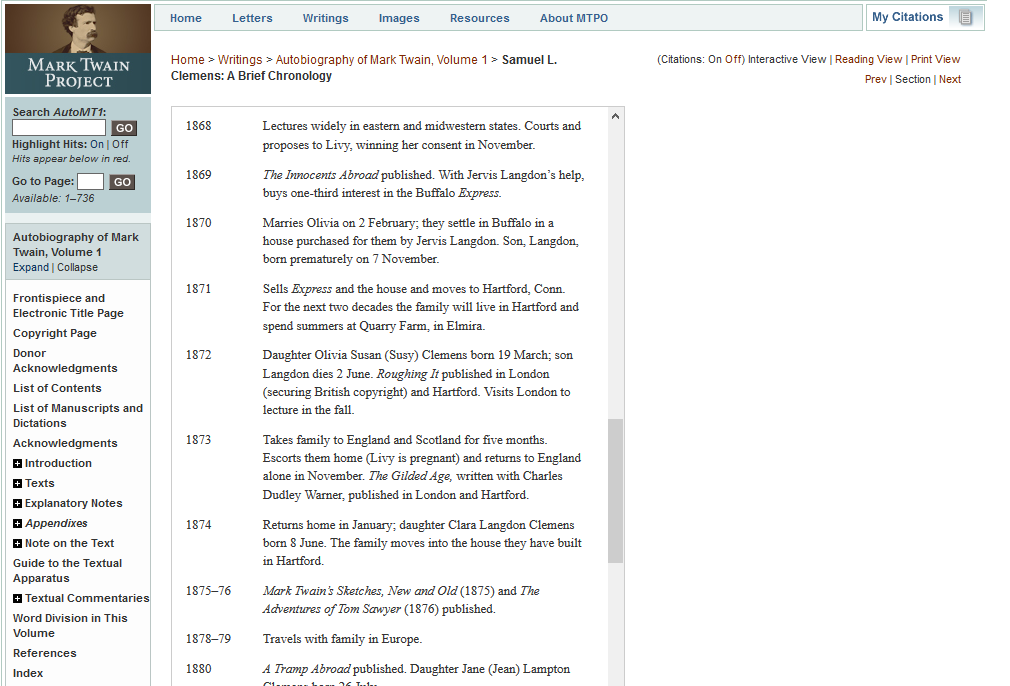 MARK TWAIN
PROJECT
Home Letters Writings Images Resources About MTPO
My Citations
Home > Writings > Autobiography of Mark Twain, Volume 1 > Samuel L.
Clemens: A Brief Chronology
(Citations: On Off) Interactive View | Reading View | Print View
Prev | Section | Next
Search AutoMT1:
GO
Highlight Hits: On | Off
Hits appear below in red.
Go to Page: GO
Available: 1–736
Autobiography of Mark
Twain, Volume 1
Expand | Collapse
Frontispiece and
Electronic Title Page
Copyright Page
Donor
Acknowledgments
List of Contents
List of Manuscripts and
Dictations
Acknowledgments
Introduction
Texts
Explanatory Notes
Appendixes
Note on the Text
Guide to the Textual
Apparatus
Textual Commentaries
Word Division in This
Volume
References
Index
1868 Lectures widely in eastern and midwestern states. Courts and
proposes to Livy, winning her consent in November.
1869 The Innocents Abroad published. With Jervis Langdon's help,
buys one-third interest in the Buffalo Express.
1870 Marries Olivia on 2 February; they settle in Buffalo in a
house purchased for them by Jervis Langdon. Son, Langdon,
born prematurely on 7 November.
1871 Sells Express and the house and moves to Hartford, Conn.
For the next two decades the family will live in Hartford and
spend summers at Quarry Farm, in Elmira.
1872 Daughter Olivia Susan (Susy) Clemens born 19 March; son
Langdon dies 2 June. Roughing It published in London
(securing British copyright) and Hartford. Visits London to
lecture in the fall.
1873 Takes family to England and Scotland for five months.
Escorts them home (Livy is pregnant) and returns to England
alone in November. The Gilded Age, written with Charles
Dudley Warner, published in London and Hartford.
1874 Returns home in January; daughter Clara Langdon Clemens
born 8 June. The family moves into the house they have built
in Hartford.
1875–76 Mark Twain's Sketches, New and Old (1875) and The
Adventures of Tom Sawyer (1876) published.
1878–79 Travels with family in Europe.
1880 A Tramp Abroad published. Daughter Jane (Jean) Lampton
Clemens born 26 July.